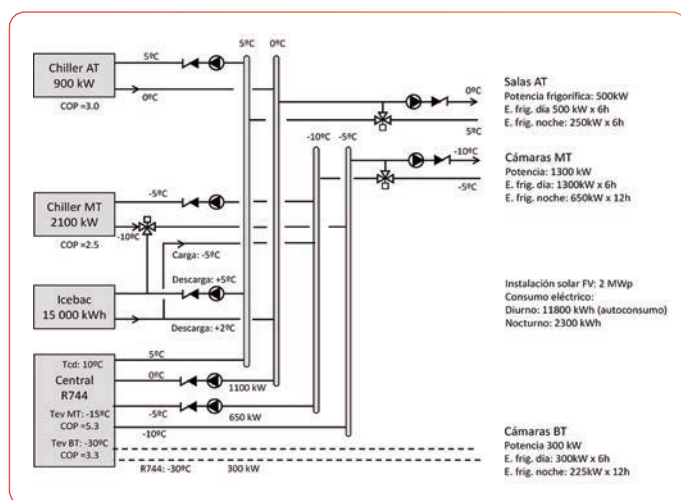 5ºC
0ºC
Chiller AT
900 kW
COP =3.0
5ºC
0ºC
0ºC
5ºC
Salas AT
Potencia frigorífica: 500kW
E. frig. día 500 kW x 6h
E. frig. noche: 250kW x 6h
-10ºC
-5ºC
-10ºC
-5ºC
Cámaras MT
Potencia: 1300 kW
E. frig. dia: 1300kW x 6h
E. frig. noche: 650kW x 12h
Chiller MT
2100 kW
COP =2.5
-5ºC
-10ºC
Carga: -5ºC
Icebac
15 000 kWh
Descarga: +5ºC
Descarga: +2ºC
Instalación solar FV: 2 MWp
Consumo eléctrico:
Diurno: 11800 kWh (autoconsumo)
Nocturno: 2300 kWh
Tcd: 10ºC
Central
R744
Tev MT: -15ºC
COP =5.3
Tev BT: -30ºC
COP =3.3
5ºC
0ºC
1100 kW
-5ºC
650 kW
-10ºC
R744: -30ºC
300 kW
Cámaras BT
Potencia 300 kW
E. frig. día: 300kW x 6h
E. frig. noche: 225kW x 12h